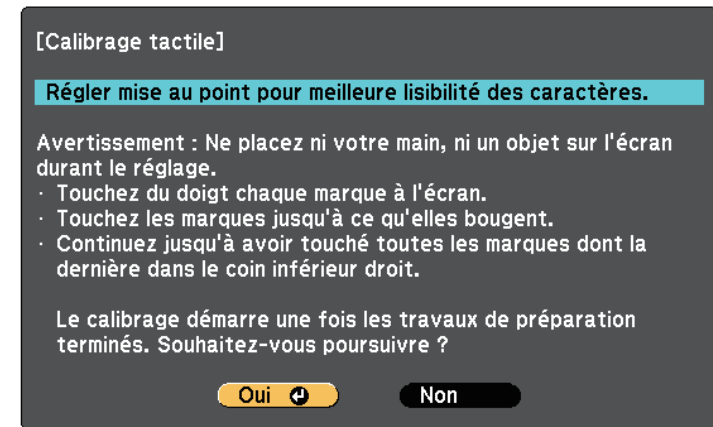 [Calibrage tactile]
Régler mise au point pour meilleure lisibilité des caractères.
Avertissement : Ne placez ni votre main, ni un objet sur l'écran
durant le réglage.
· Touchez du doigt chaque marque à l'écran.
· Touchez les marques jusqu'à ce qu'elles bougent.
· Continuez jusqu'à avoir touché toutes les marques dont la
dernière dans le coin inférieur droit.
Le calibrage démarre une fois les travaux de préparation
terminés. Souhaitez-vous poursuivre ?
Oui Non